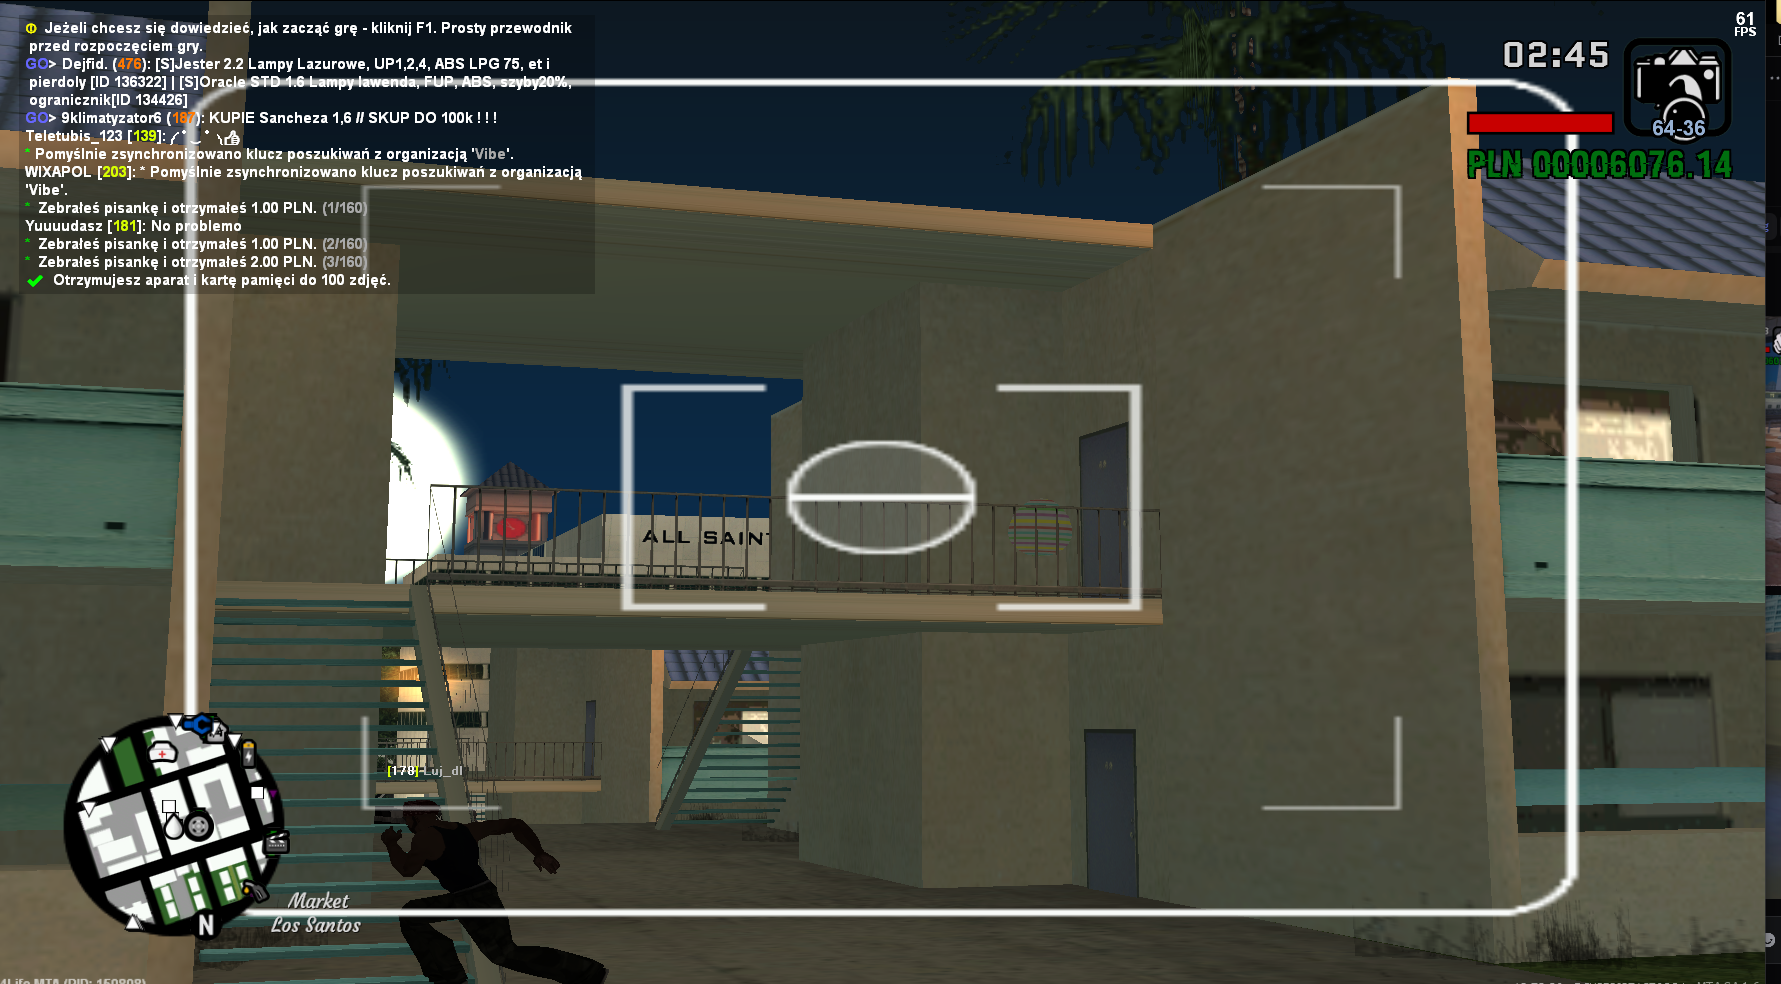 Jeżeli chcesz się dowiedzieć, jak zacząć grę - kliknij F1. Prosty przewodnik
przed rozpoczęciem gry.
GO> Dejfid. (476): [S]Jester 2.2 Lampy Lazurowe, UP1,2,4, ABS LPG 75, et i
pierdoly [ID 136322] | [S]Oracle STD 1.6 Lampy lawenda, FUP, ABS, szyby20%,
ogranicznik[ID 134426]
GO> 9klimatyzator6 (187): KUPIE Sancheza 1,6 // SKUP DO 100k ! ! !
Teletubis_123 [139]:
* Pomyślnie zsynchronizowano klucz poszukiwań z organizacją 'Vibe'.
WIXAPOL [203]: * Pomyślnie zsynchronizowano klucz poszukiwań z organizacją
'Vibe'.
* Zebrałeś pisankę i otrzymałeś 1.00 PLN. (1/160)
Yuuuudasz [181]: No problemo
* Zebrałeś pisankę i otrzymałeś 1.00 PLN. (2/160)
* Zebrałeś pisankę i otrzymałeś 2.00 PLN. (3/160)
Otrzymujesz aparat i kartę pamięci do 100 zdjęć.
61
FPS
02:45
64-36
PLN 00006076.14
ALL SAINT
[178] Luj_dl
N
Market
Los Santos